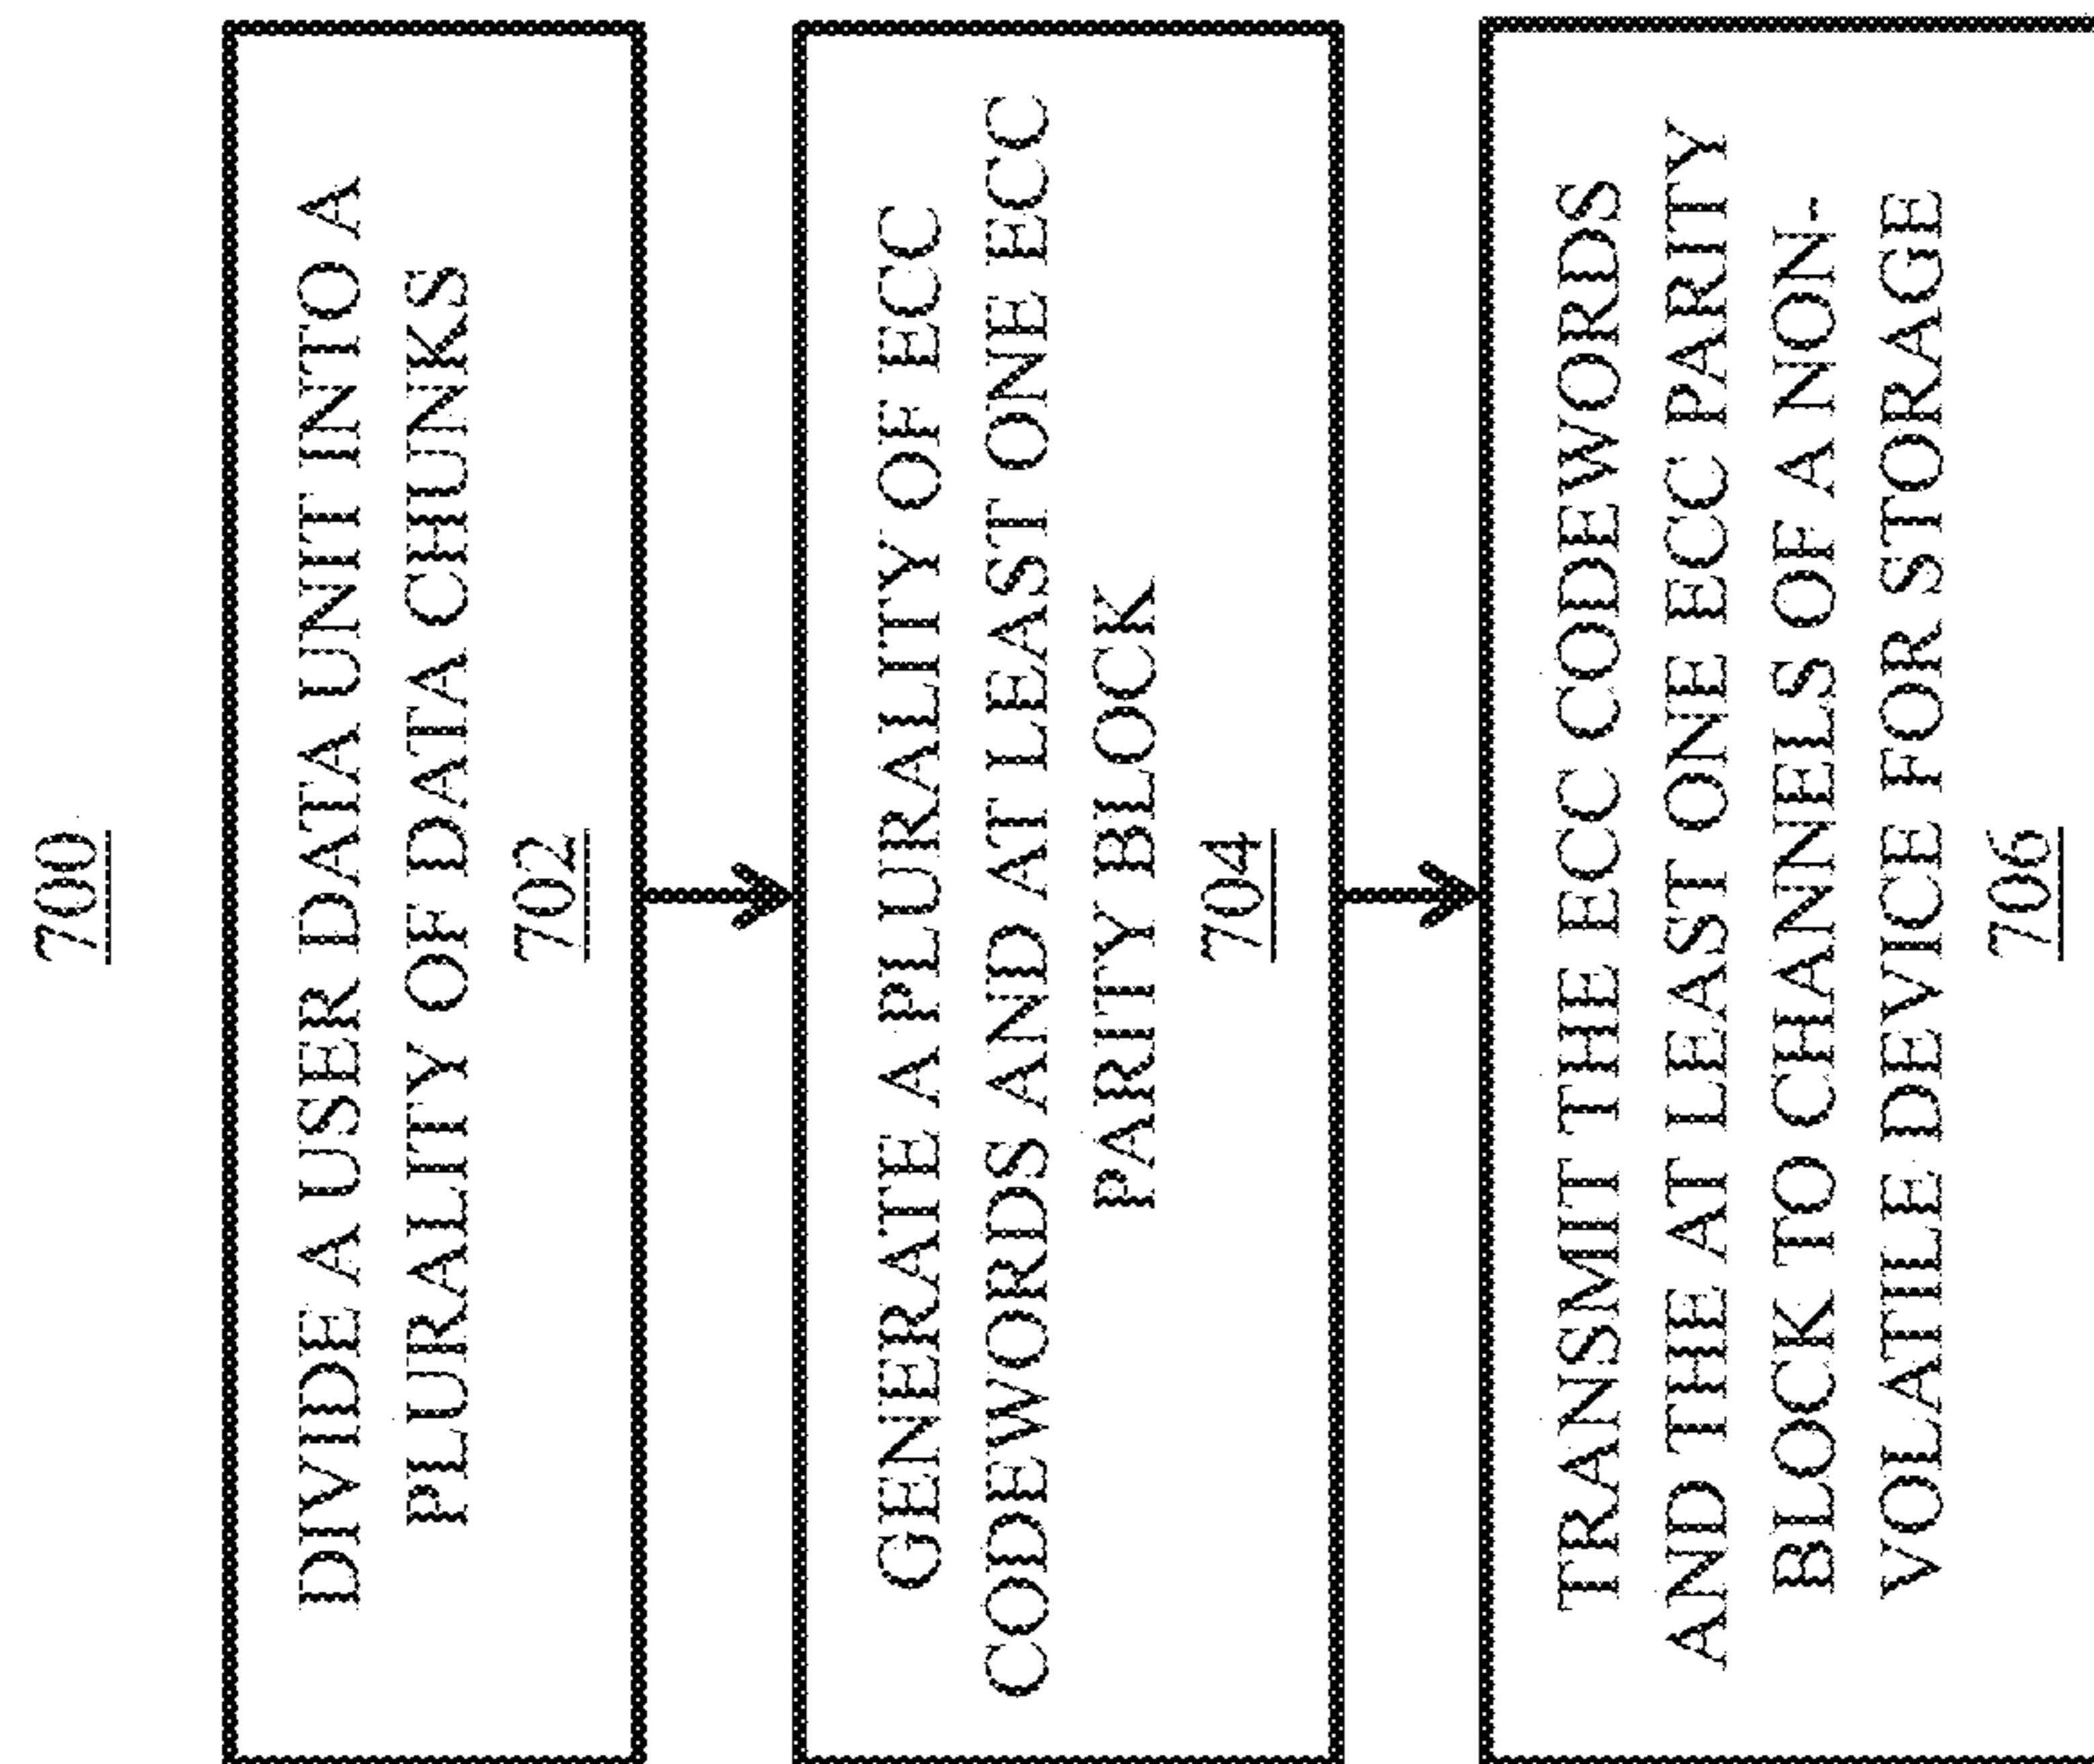 700
DIVIDE A USER DATA UNIT INTO A
PLURALITY OF DATA CHUNKS
702
GENERATE A PLURALITY OF ECC
CODEWORDS AND AT LEAST ONE ECC
PARITY BLOCK
704
TRANSMIT THE ECC CODEWORDS
AND THE AT LEAST ONE ECC PARITY
BLOCK TO CHANNELS OF A NON-
VOLATILE DEVICE FOR STORAGE
706